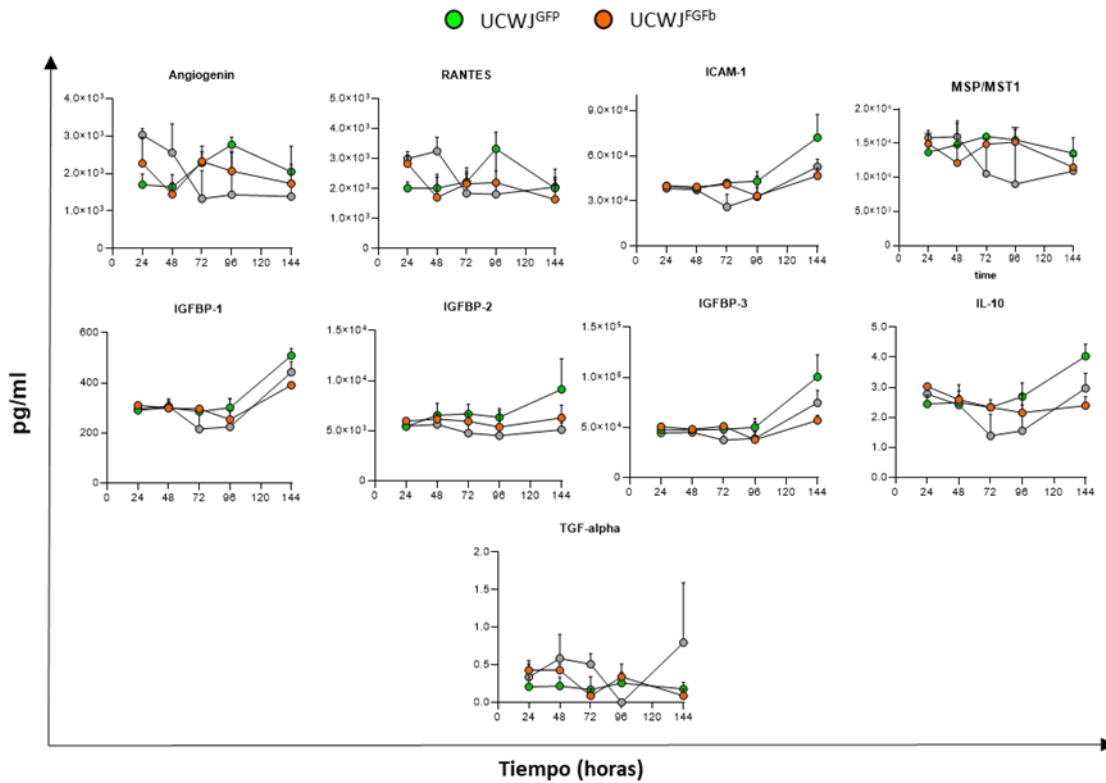 UCWJGFP UCWJFGFb
Angiogenin
4.0×10³
3.0×10³
2.0×10³
1.0×10³
0
0 24 48 72 96 120 144
RANTES
5.0×10³
4.0×10³
3.0×10³
2.0×10³
1.0×10³
0
0 24 48 72 96 120 144
ICAM-1
9.0×10⁴
6.0×10⁴
3.0×10⁴
0
0 24 48 72 96 120 144
MSP/MST1
2.0×10⁴
1.5×10⁴
1.0×10⁴
5.0×10³
0
0 24 48 72 96 120 144
time
IGFBP-1
600
400
200
0
0 24 48 72 96 120 144
IGFBP-2
1.5×10⁴
1.0×10⁴
5.0×10³
0
0 24 48 72 96 120 144
IGFBP-3
1.5×10⁵
1.0×10⁵
5.0×10⁴
0
0 24 48 72 96 120 144
IL-10
5.0
4.0
3.0
2.0
1.0
0.0
0 24 48 72 96 120 144
TGF-alpha
2.0
1.5
1.0
0.5
0.0
0 24 48 72 96 120 144
pg/ml
Tiempo (horas)